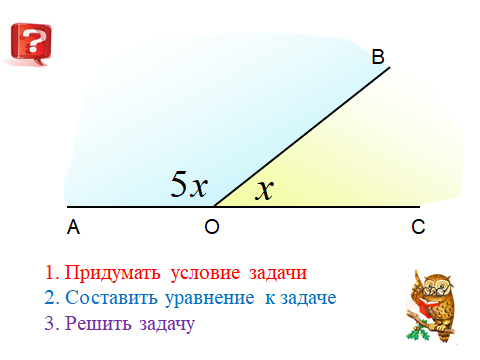 B
5x x
A O C
1. Придумать условие задачи
2. Составить уравнение к задаче
3. Решить задачу